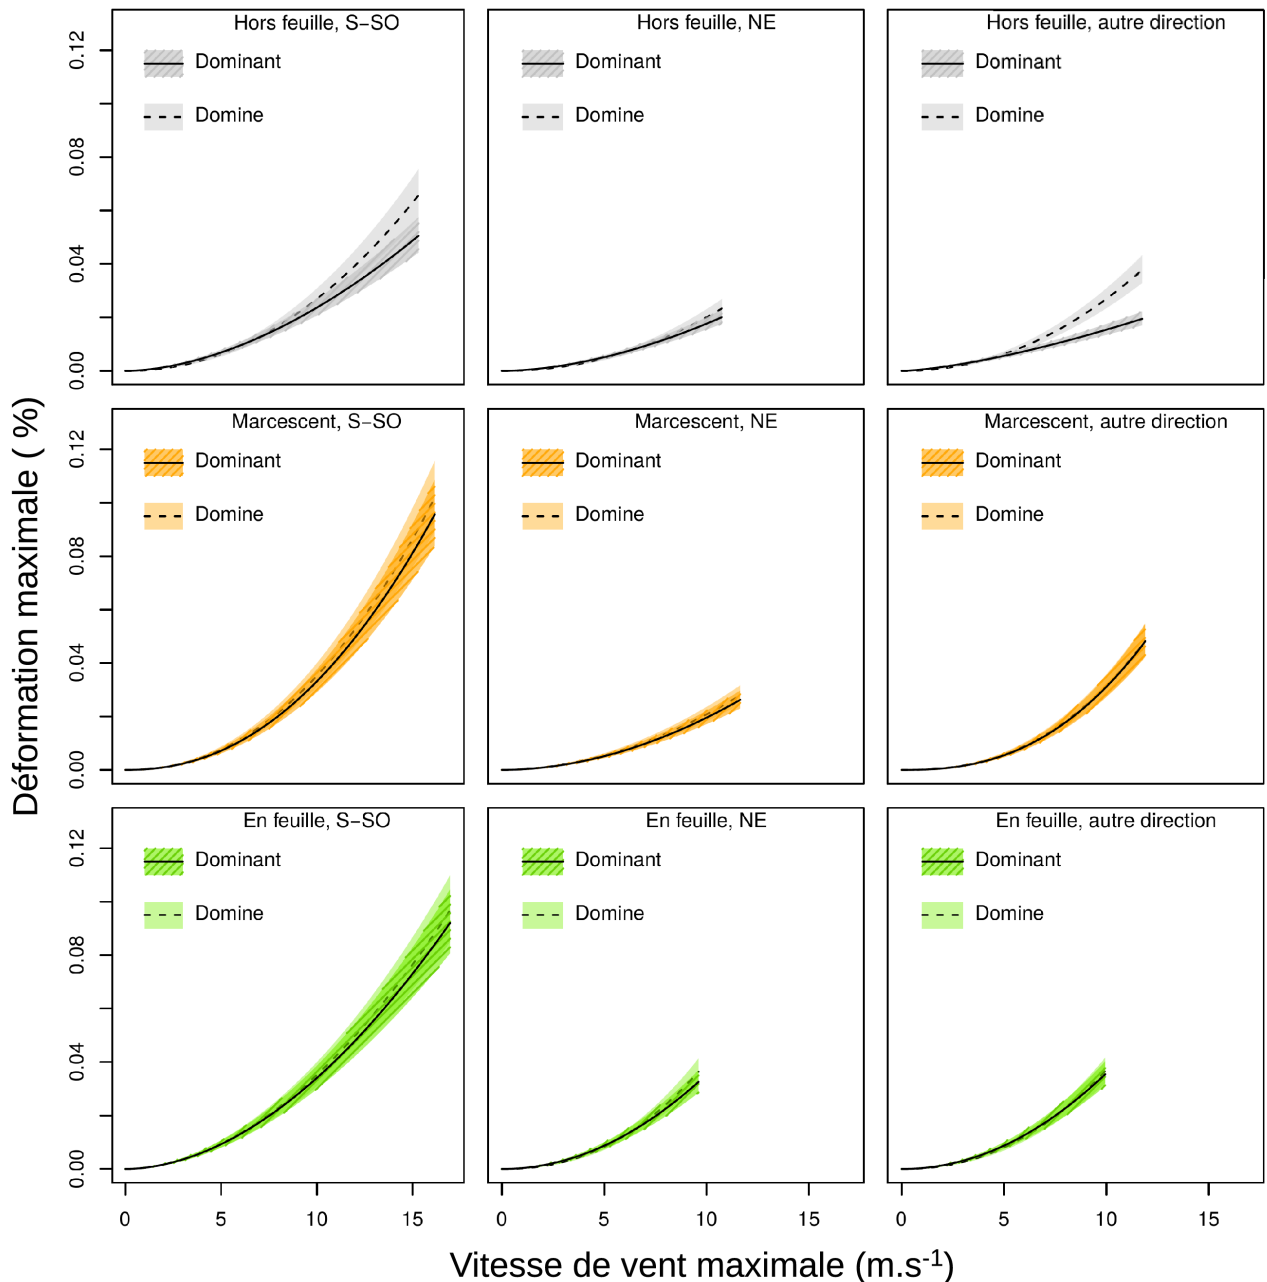 Hors feuille, S−SO
Hors feuille, NE
Hors feuille, autre direction
0.12
0.08
0.04
0.00
Dominant
Domine
Dominant
Domine
Dominant
Domine
Déformation maximale ( %)
Marcescent, S−SO
Marcescent, NE
Marcescent, autre direction
0.12
0.08
0.04
0.00
Dominant
Domine
Dominant
Domine
Dominant
Domine
En feuille, S−SO
En feuille, NE
En feuille, autre direction
0.12
0.08
0.04
0.00
Dominant
Domine
Dominant
Domine
Dominant
Domine
0 5 10 15
0 5 10 15
0 5 10 15
Vitesse de vent maximale (m.s-1)